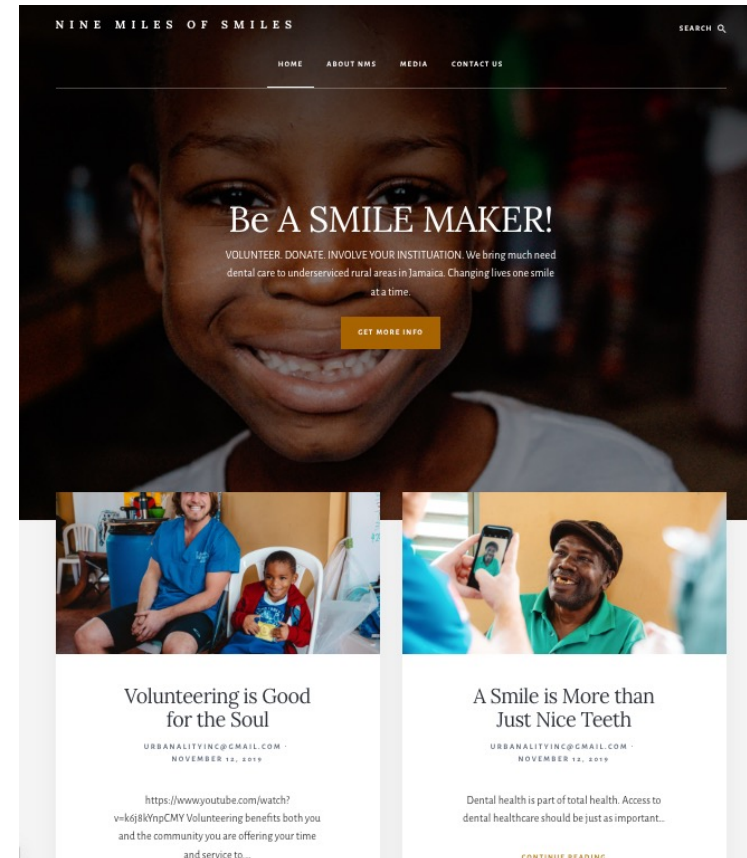 NINE MILES OF SMILES
SEARCH
HOME ABOUT NMS MEDIA CONTACT US
Be A SMILE MAKER!
VOLUNTEER. DONATE. INVOLVE YOUR INSTITUATION. We bring much need
dental care to underserviced rural areas in Jamaica. Changing lives one smile
at a time.
GET MORE INFO
Volunteering is Good
for the Soul
URBANALITYINC@GMAIL.COM ·
NOVEMBER 12, 2019
https://www.youtube.com/watch?
v=k6j8kYnpCMY Volunteering benefits both you
and the community you are offering your time
and service to....
A Smile is More than
Just Nice Teeth
URBANALITYINC@GMAIL.COM ·
NOVEMBER 12, 2019
Dental health is part of total health. Access to
dental healthcare should be just as important...
CONTINUE READING